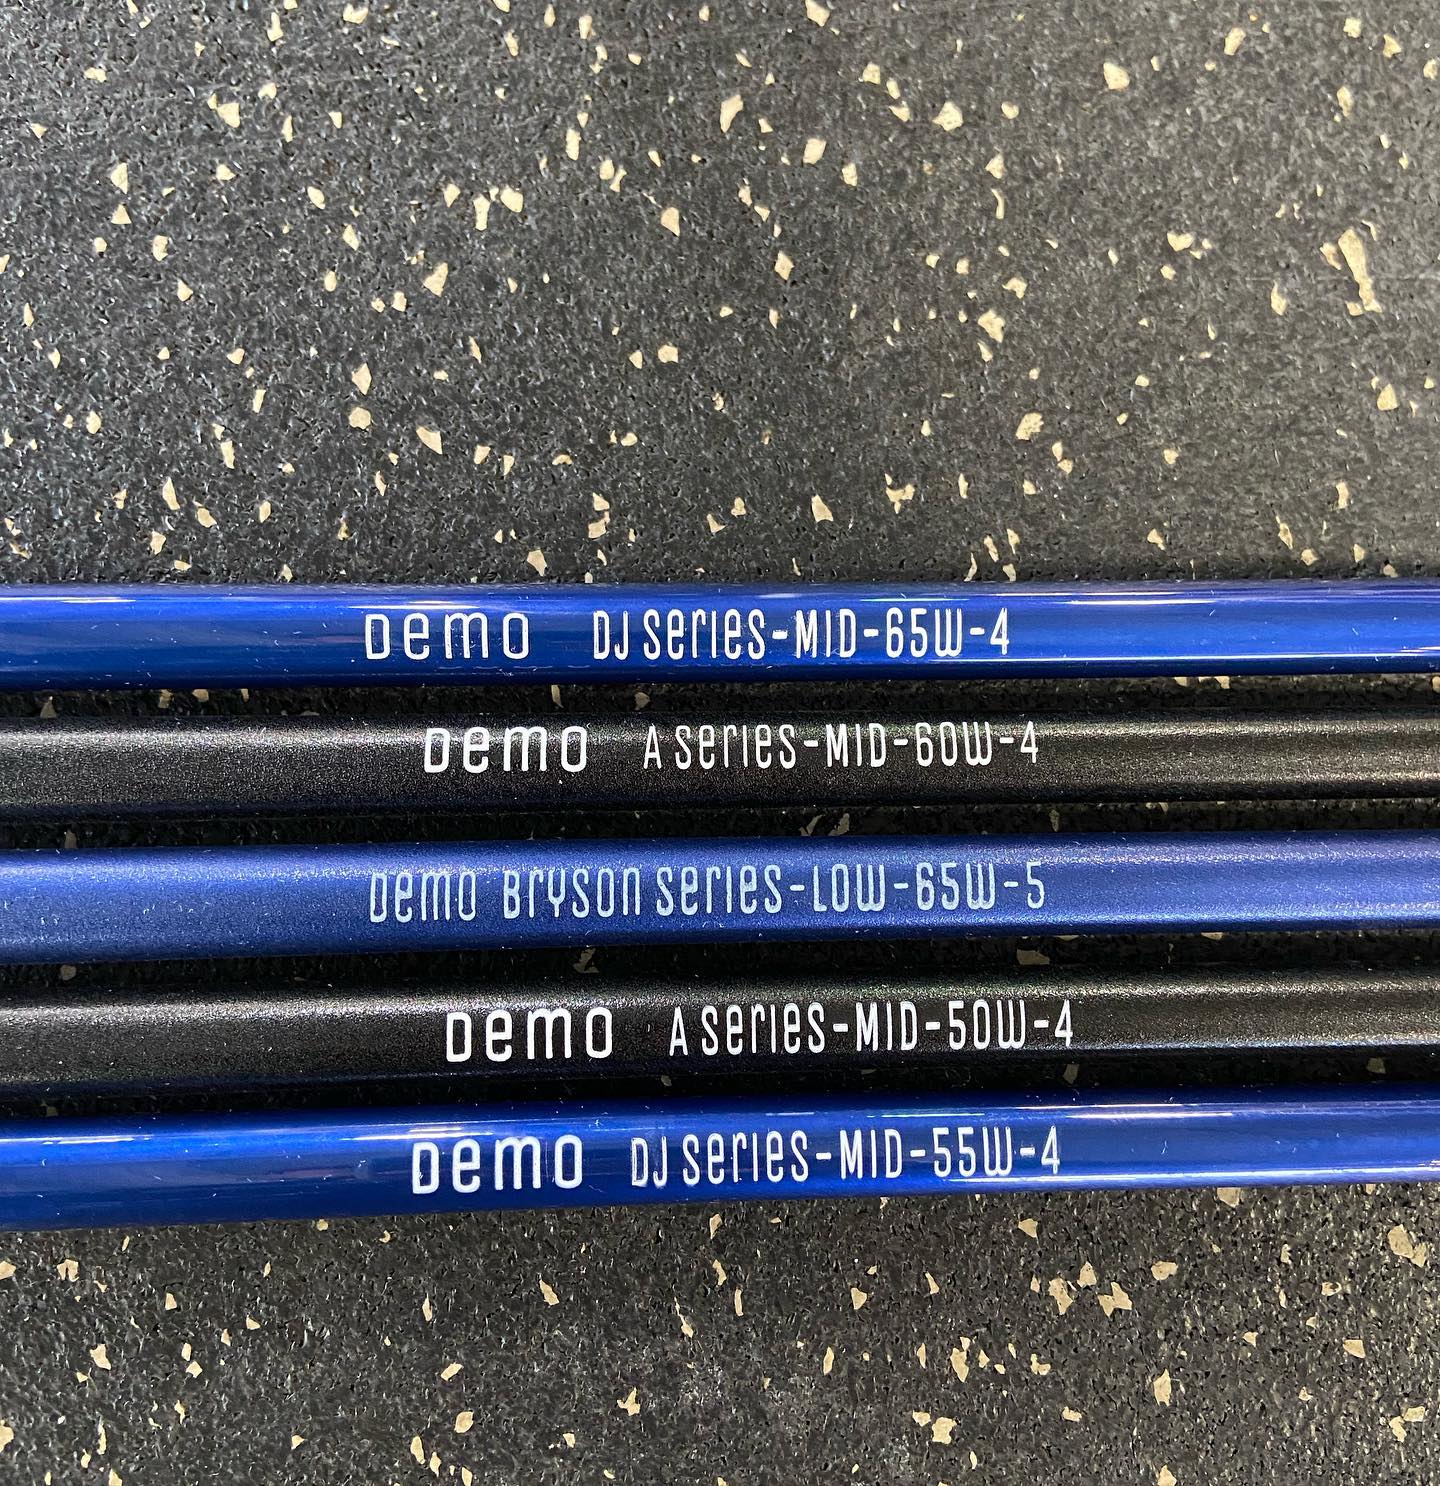 Demo DJ Series-MID-65W-4
Demo A Series-MID-60W-4
Demo Bryson Series-LOW-65W-5
Demo A Series-MID-50W-4
Demo DJ Series-MID-55W-4